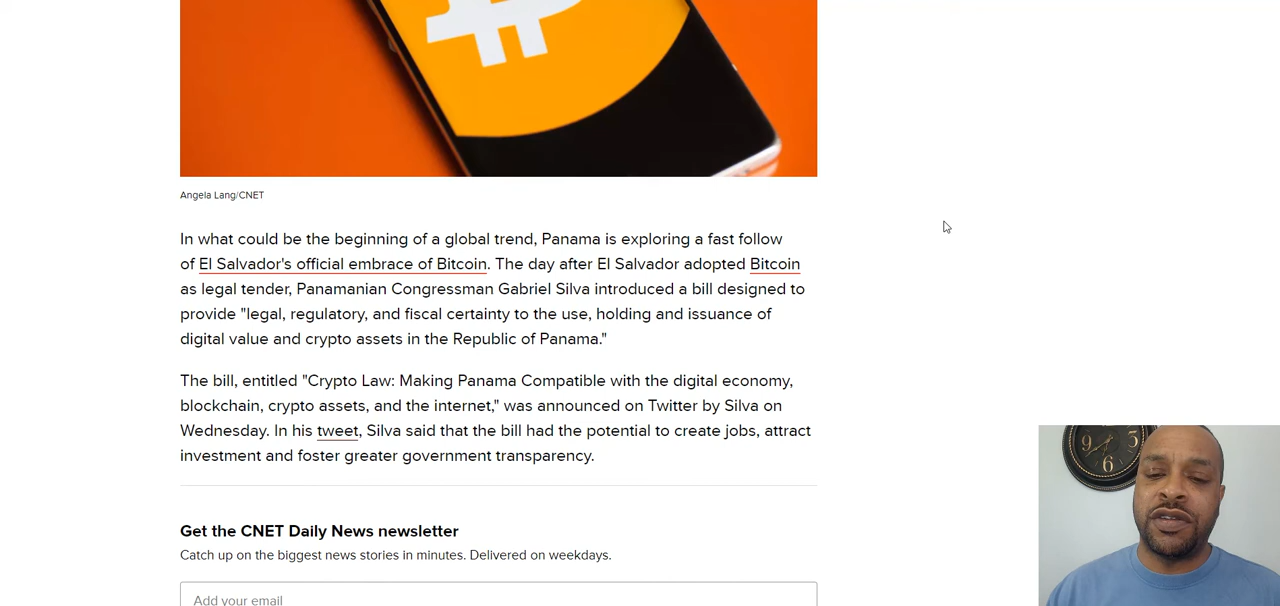 Angela Lang/CNET
In what could be the beginning of a global trend, Panama is exploring a fast follow
of El Salvador's official embrace of Bitcoin. The day after El Salvador adopted Bitcoin
as legal tender, Panamanian Congressman Gabriel Silva introduced a bill designed to
provide "legal, regulatory, and fiscal certainty to the use, holding and issuance of
digital value and crypto assets in the Republic of Panama."
The bill, entitled "Crypto Law: Making Panama Compatible with the digital economy,
blockchain, crypto assets, and the internet," was announced on Twitter by Silva on
Wednesday. In his tweet, Silva said that the bill had the potential to create jobs, attract
investment and foster greater government transparency.
9 3
6
Get the CNET Daily News newsletter
Catch up on the biggest news stories in minutes. Delivered on weekdays.
Add your email